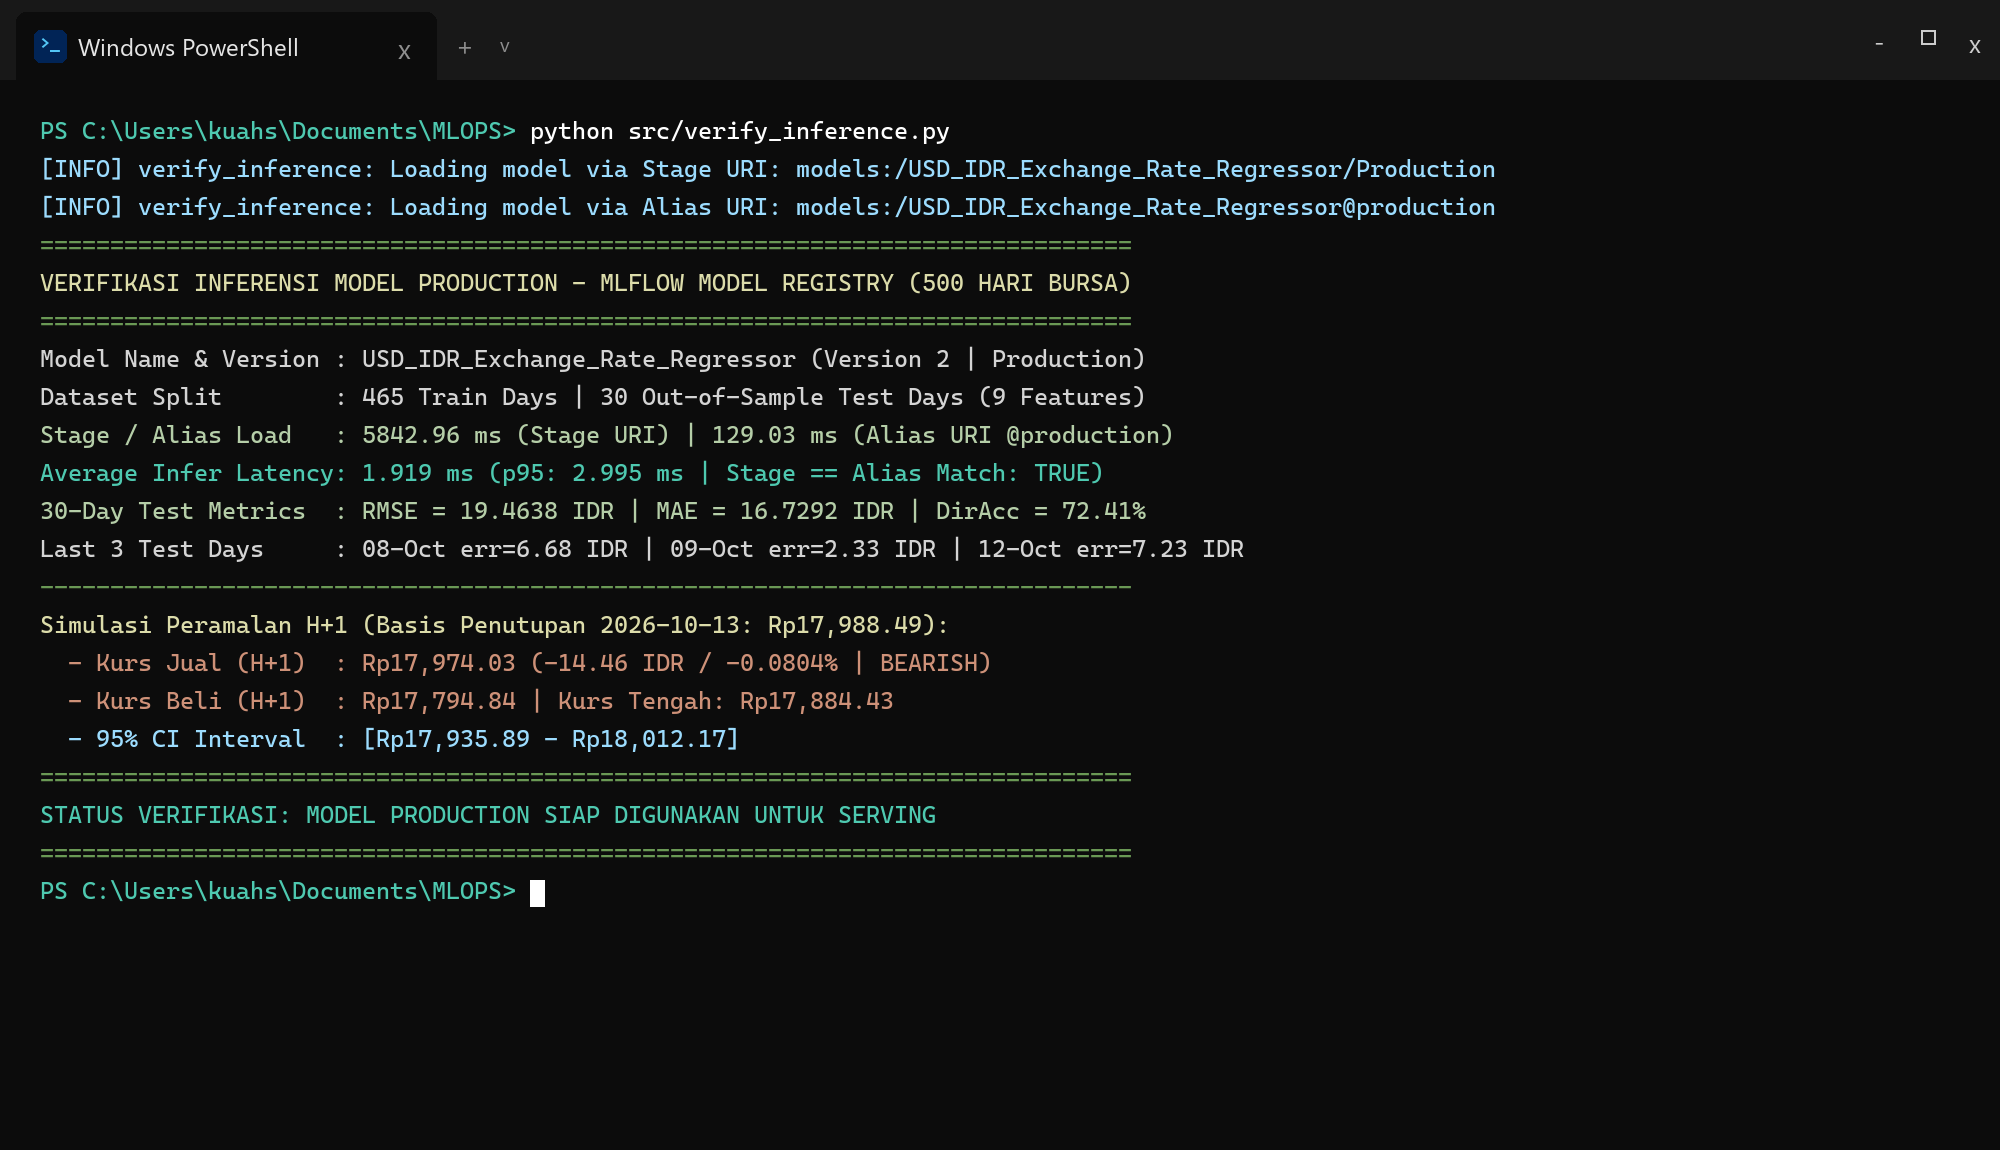 Windows PowerShell x + v - x
PS C:\Users\kuahs\Documents\MLOPS> python src/verify_inference.py
[INFO] verify_inference: Loading model via Stage URI: models:/USD_IDR_Exchange_Rate_Regressor/Production
[INFO] verify_inference: Loading model via Alias URI: models:/USD_IDR_Exchange_Rate_Regressor@production
==============================================================================
VERIFIKASI INFERENSI MODEL PRODUCTION - MLFLOW MODEL REGISTRY (500 HARI BURSA)
==============================================================================
Model Name & Version : USD_IDR_Exchange_Rate_Regressor (Version 2 | Production)
Dataset Split        : 465 Train Days | 30 Out-of-Sample Test Days (9 Features)
Stage / Alias Load   : 5842.96 ms (Stage URI) | 129.03 ms (Alias URI @production)
Average Infer Latency: 1.919 ms (p95: 2.995 ms | Stage == Alias Match: TRUE)
30-Day Test Metrics  : RMSE = 19.4638 IDR | MAE = 16.7292 IDR | DirAcc = 72.41%
Last 3 Test Days     : 08-Oct err=6.68 IDR | 09-Oct err=2.33 IDR | 12-Oct err=7.23 IDR
------------------------------------------------------------------------------
Simulasi Peramalan H+1 (Basis Penutupan 2026-10-13: Rp17,988.49):
  - Kurs Jual (H+1)  : Rp17,974.03 (-14.46 IDR / -0.0804% | BEARISH)
  - Kurs Beli (H+1)  : Rp17,794.84 | Kurs Tengah: Rp17,884.43
  - 95% CI Interval  : [Rp17,935.89 - Rp18,012.17]
==============================================================================
STATUS VERIFIKASI: MODEL PRODUCTION SIAP DIGUNAKAN UNTUK SERVING
==============================================================================
PS C:\Users\kuahs\Documents\MLOPS>